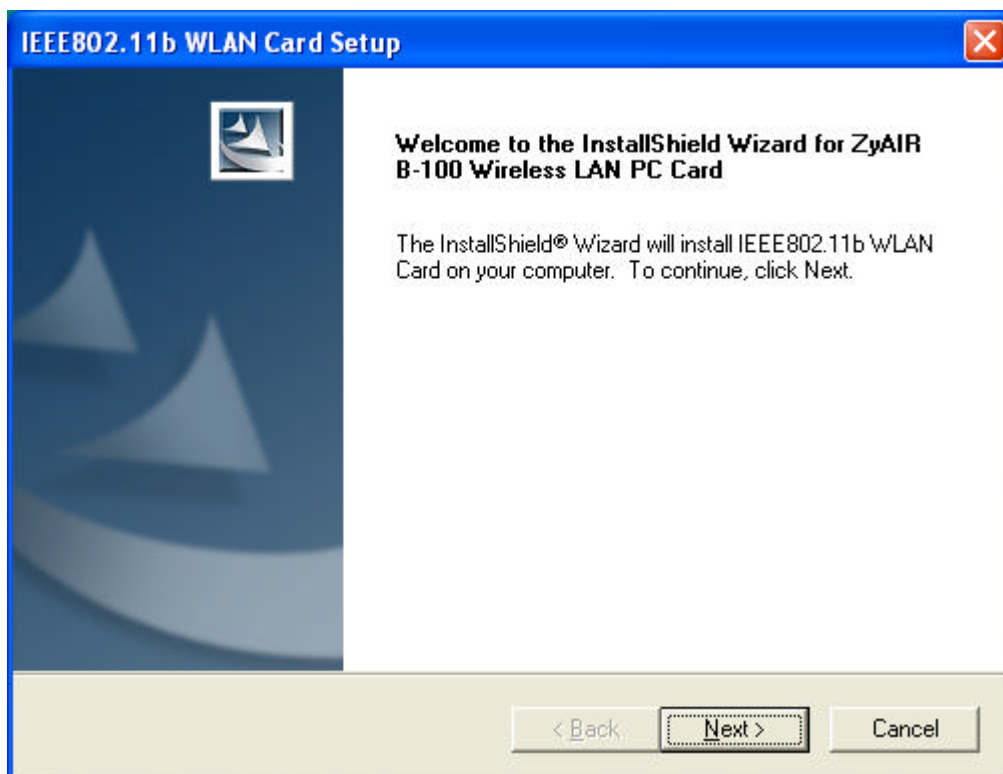 IEEE802.11b WLAN Card Setup
Welcome to the InstallShield Wizard for ZyAIR
B-100 Wireless LAN PC Card
The InstallShield® Wizard will install IEEE802.11b WLAN
Card on your computer.  To continue, click Next.
< Back
Next >
Cancel